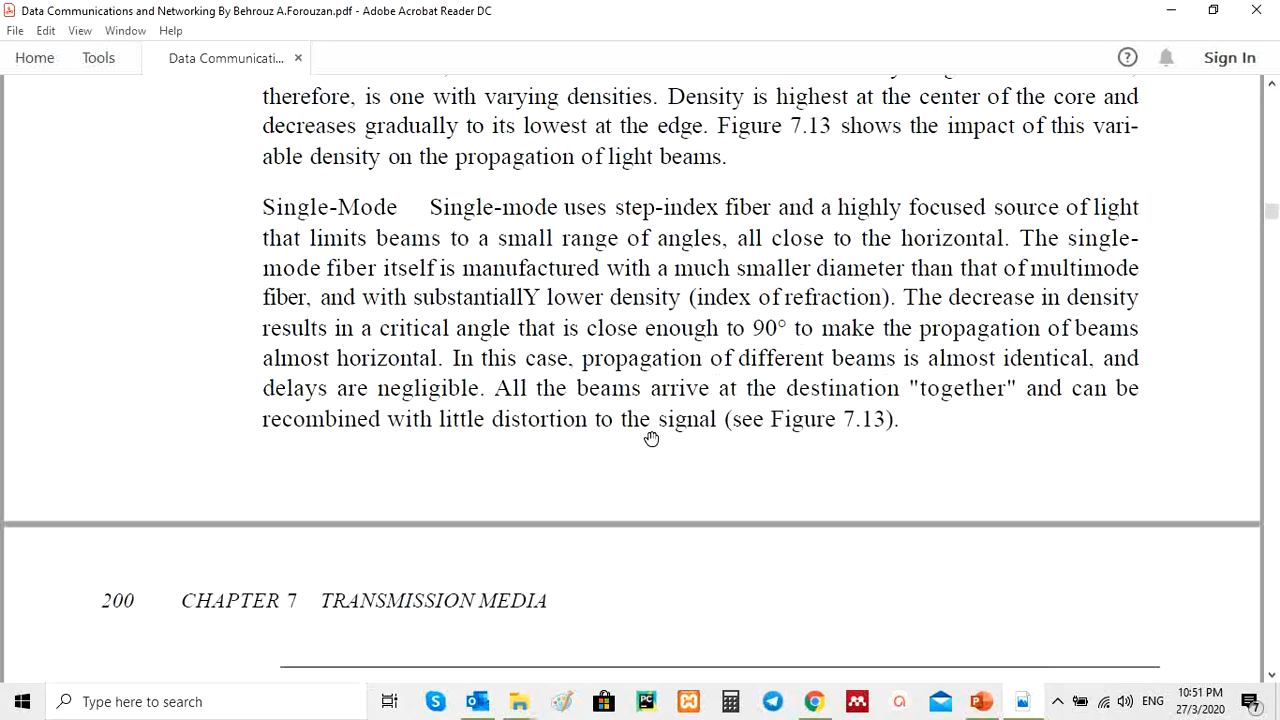 Data Communications and Networking By Behrouz A.Forouzan.pdf - Adobe Acrobat Reader DC
File Edit View Window Help
Home Tools Data Communicati... × Sign In
therefore, is one with varying densities. Density is highest at the center of the core and
decreases gradually to its lowest at the edge. Figure 7.13 shows the impact of this vari-
able density on the propagation of light beams.
Single-Mode Single-mode uses step-index fiber and a highly focused source of light
that limits beams to a small range of angles, all close to the horizontal. The single-
mode fiber itself is manufactured with a much smaller diameter than that of multimode
fiber, and with substantiallY lower density (index of refraction). The decrease in density
results in a critical angle that is close enough to 90° to make the propagation of beams
almost horizontal. In this case, propagation of different beams is almost identical, and
delays are negligible. All the beams arrive at the destination "together" and can be
recombined with little distortion to the signal (see Figure 7.13).
200 CHAPTER 7 TRANSMISSION MEDIA
Type here to search
ENG
10:51 PM
27/3/2020